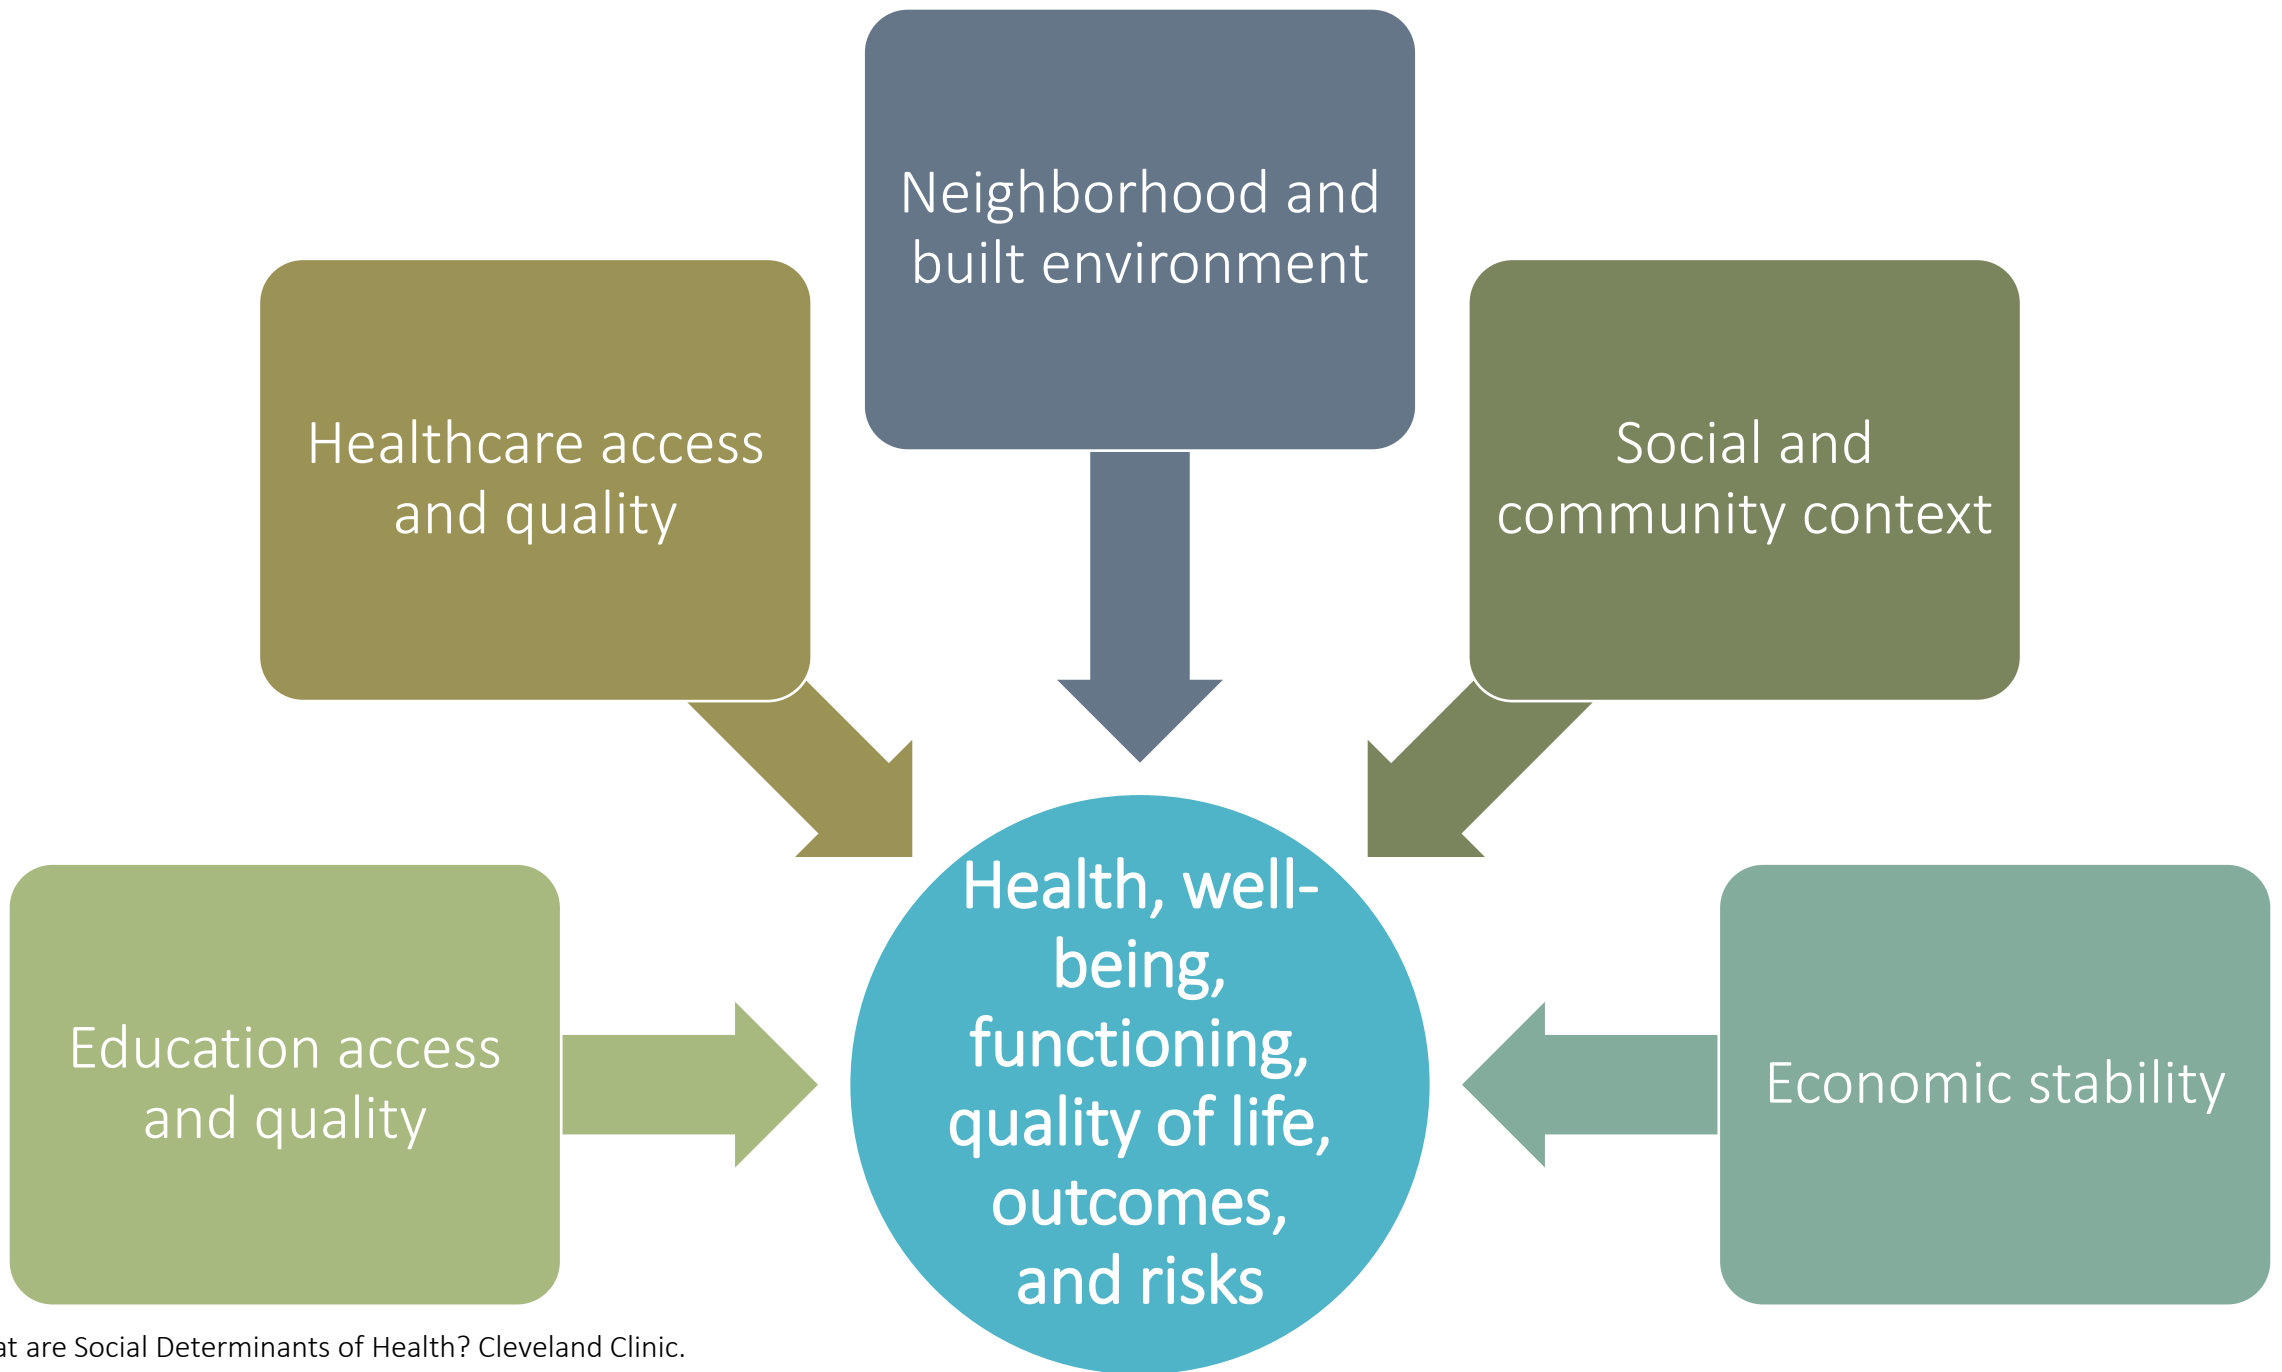 Neighborhood and
built environment
Healthcare access
and quality
Social and
community context
Health, well-
being,
functioning,
quality of life,
outcomes,
and risks
Education access
and quality
Economic stability
are Social Determinants of Health? Cleveland Clinic.